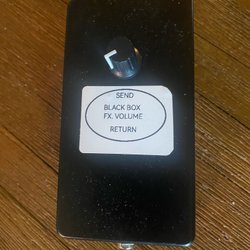 SEND
BLACK BOX
FX. VOLUME
RETURN